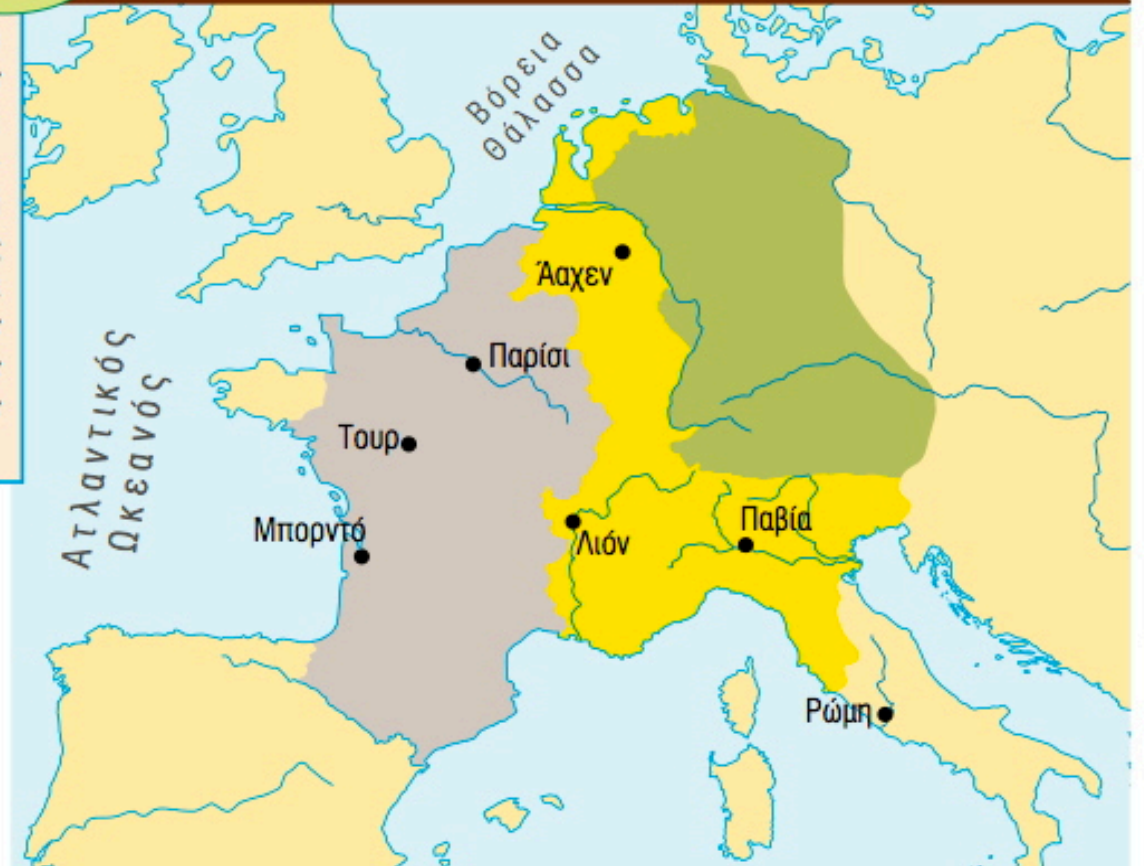 Βόρεια
Θάλασσα
Άαχεν
Παρίσι
Ατλαντικός
Ωκεανός
Τουρ
Μπορντό
Λιόν
Παβία
Ρώμη